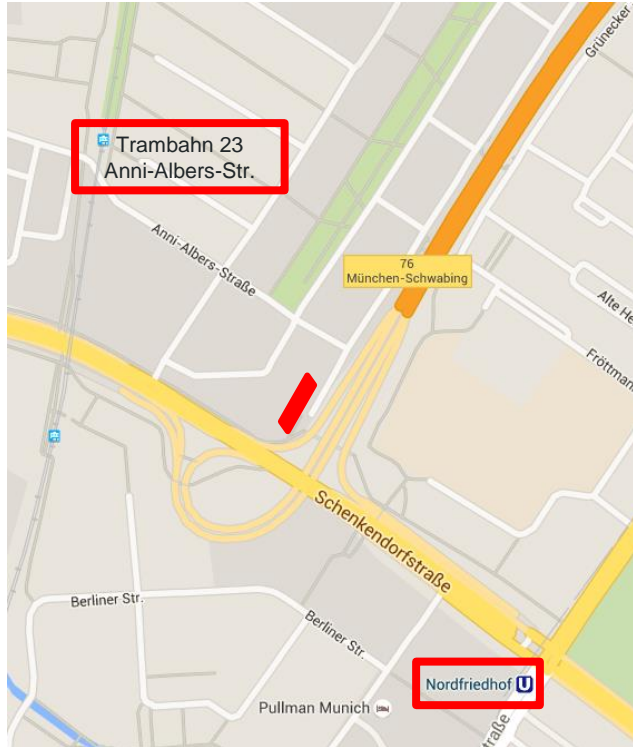 Grünecker
Trambahn 23
Anni-Albers-Str.
Anni-Albers-Straße
76
München-Schwabing
Alte He
Fröttman
Schenkendorfstraße
Berliner Str.
Berliner Str.
Nordfriedhof U
Pullman Munich
raße